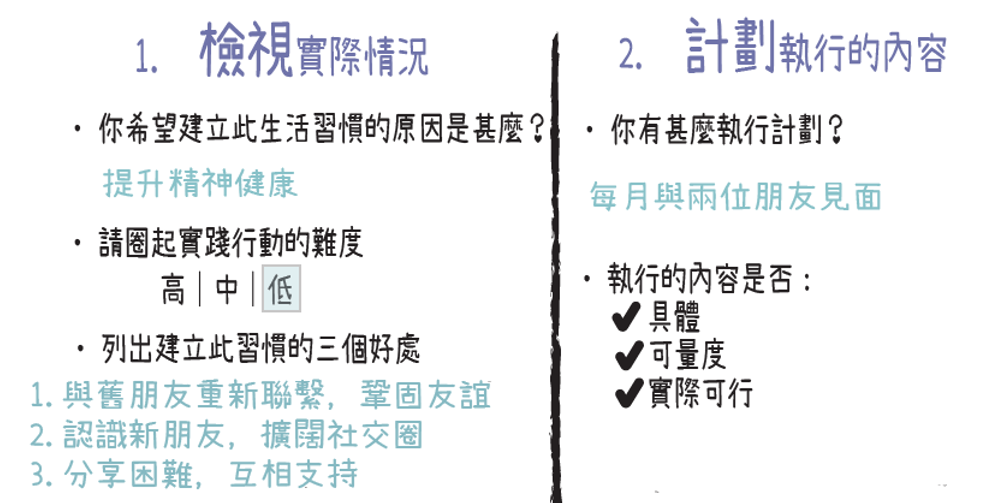 1. 檢視實際情況
• 你希望建立此生活習慣的原因是甚麼？
提升精神健康
• 請圈起實踐行動的難度
高｜中｜低
• 列出建立此習慣的三個好處
1. 與舊朋友重新聯繫，鞏固友誼
2. 認識新朋友，擴闊社交圈
3. 分享困難，互相支持
2. 計劃執行的內容
• 你有甚麼執行計劃？
每月與兩位朋友見面
• 執行的內容是否：
✔具體
✔可量度
✔實際可行